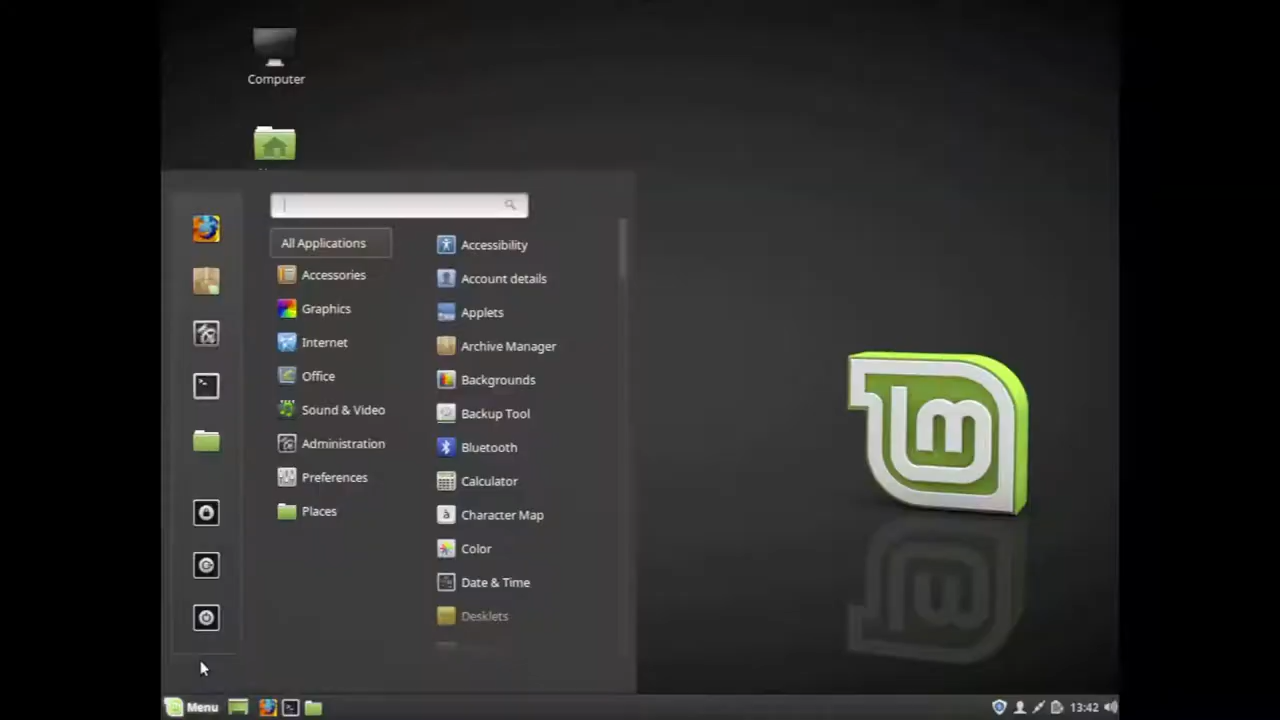 Computer
All Applications
Accessories
Graphics
Internet
Office
Sound & Video
Administration
Preferences
Places
Accessibility
Account details
Applets
Archive Manager
Backgrounds
Backup Tool
Bluetooth
Calculator
Character Map
Color
Date & Time
Desklets
lm
Menu
13:42